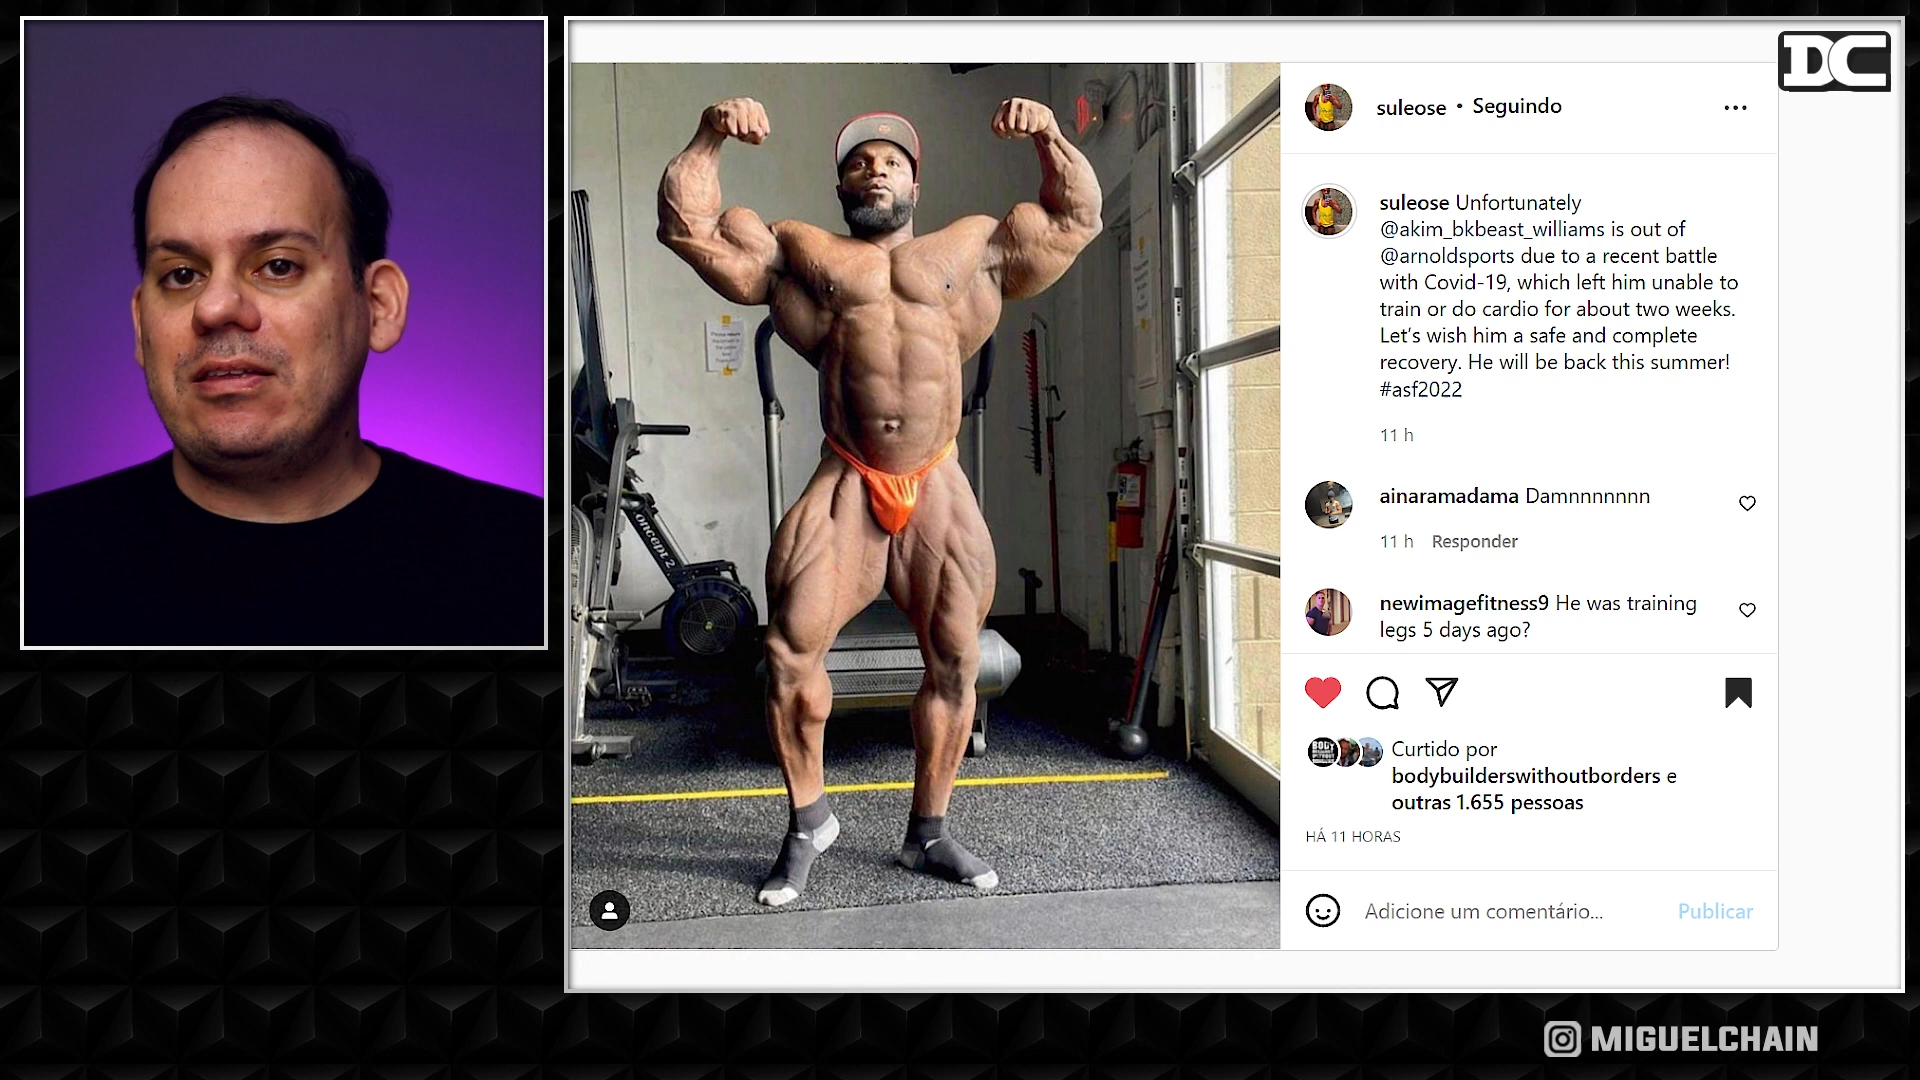 DC
suleose • Seguindo
suleose Unfortunately
@akim_bkbeast_williams is out of
@arnoldsports due to a recent battle
with Covid-19, which left him unable to
train or do cardio for about two weeks.
Let's wish him a safe and complete
recovery. He will be back this summer!
#asf2022
11 h
ainaramadama Damnnnnnnn
11 h Responder
newimagefitness9 He was training
legs 5 days ago?
Curtido por
bodybuilderswithoutborders e
outras 1.655 pessoas
HÁ 11 HORAS
Adicione um comentário... Publicar
concept 2
MIGUELCHAIN